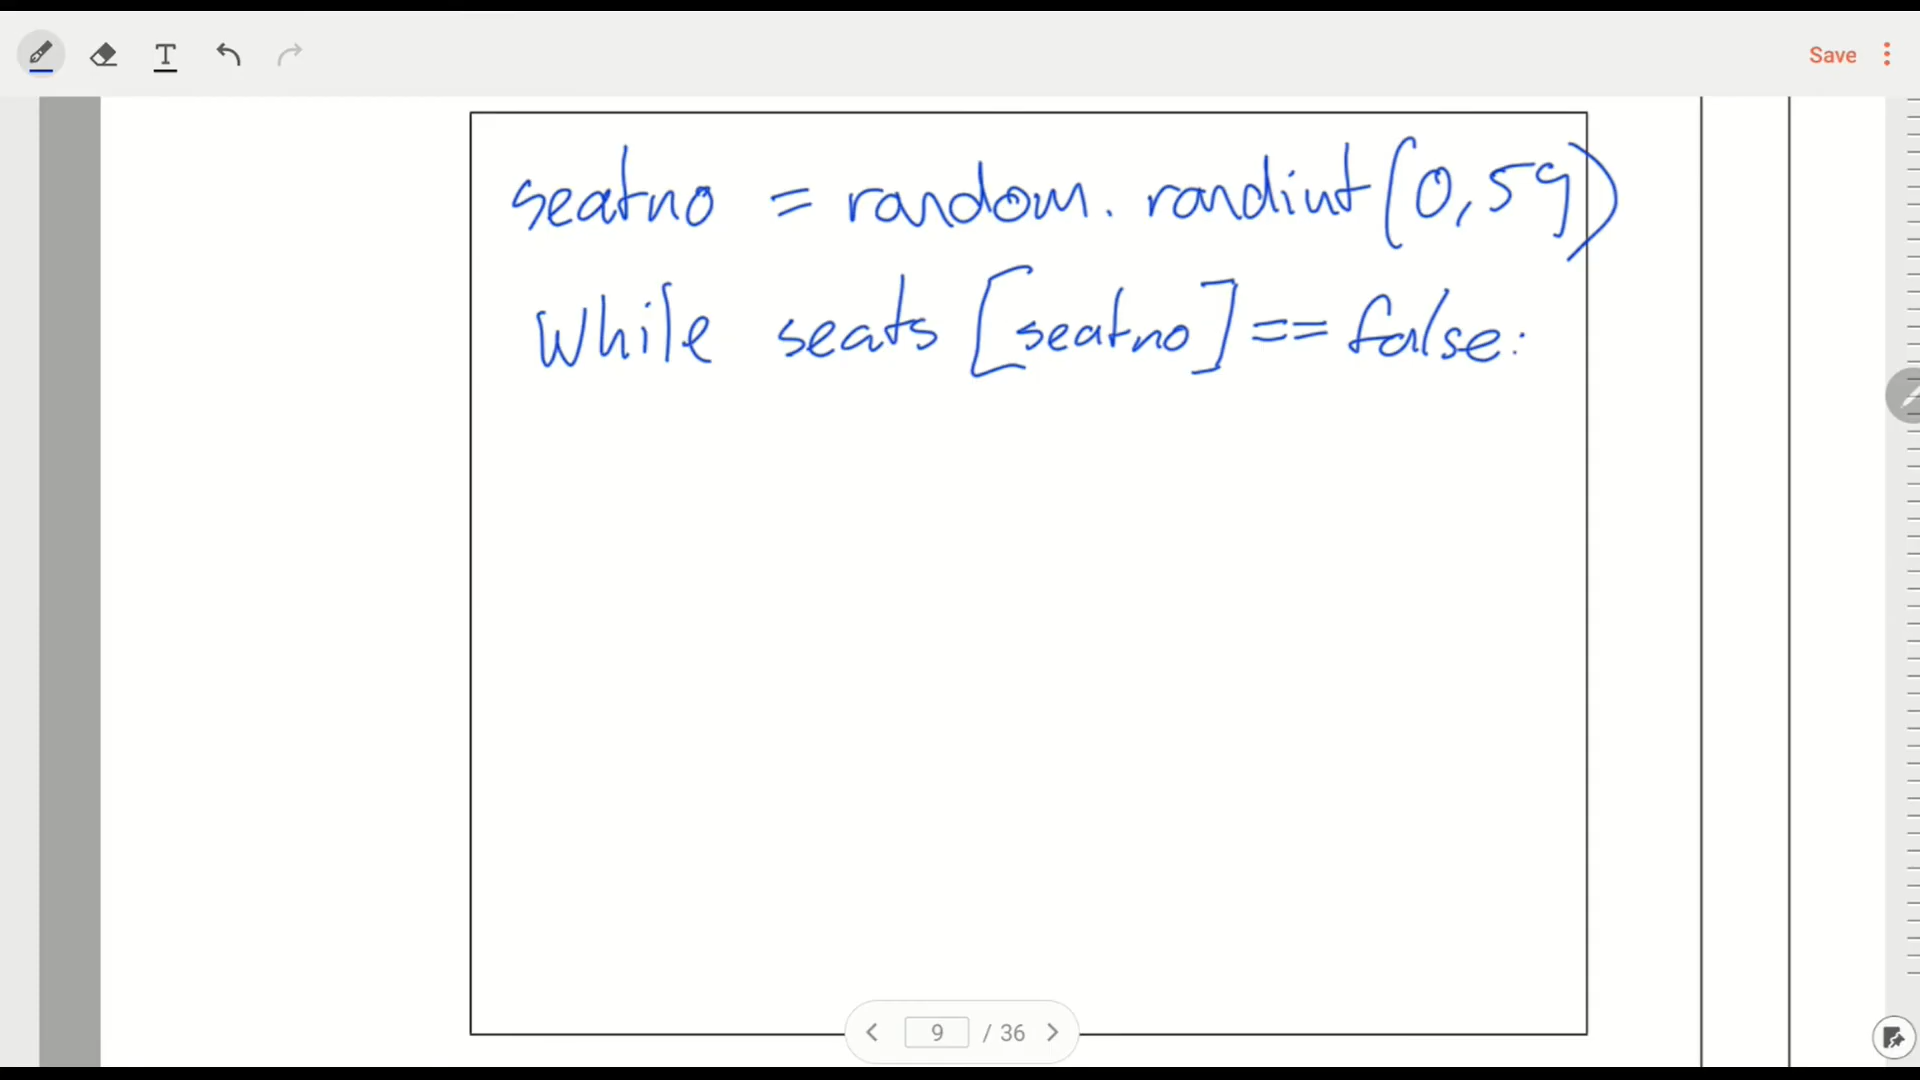 T
Save
seatno = random.randint(0,59)
While seats[seatno] == false:
9 / 36